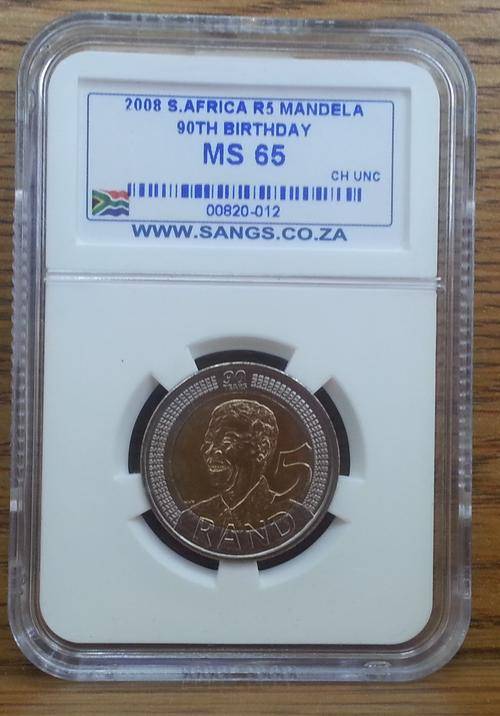 2008 S.AFRICA R5 MANDELA
90TH BIRTHDAY
MS 65
CH UNC
00820-012
WWW.SANGS.CO.ZA
90
5
RAND